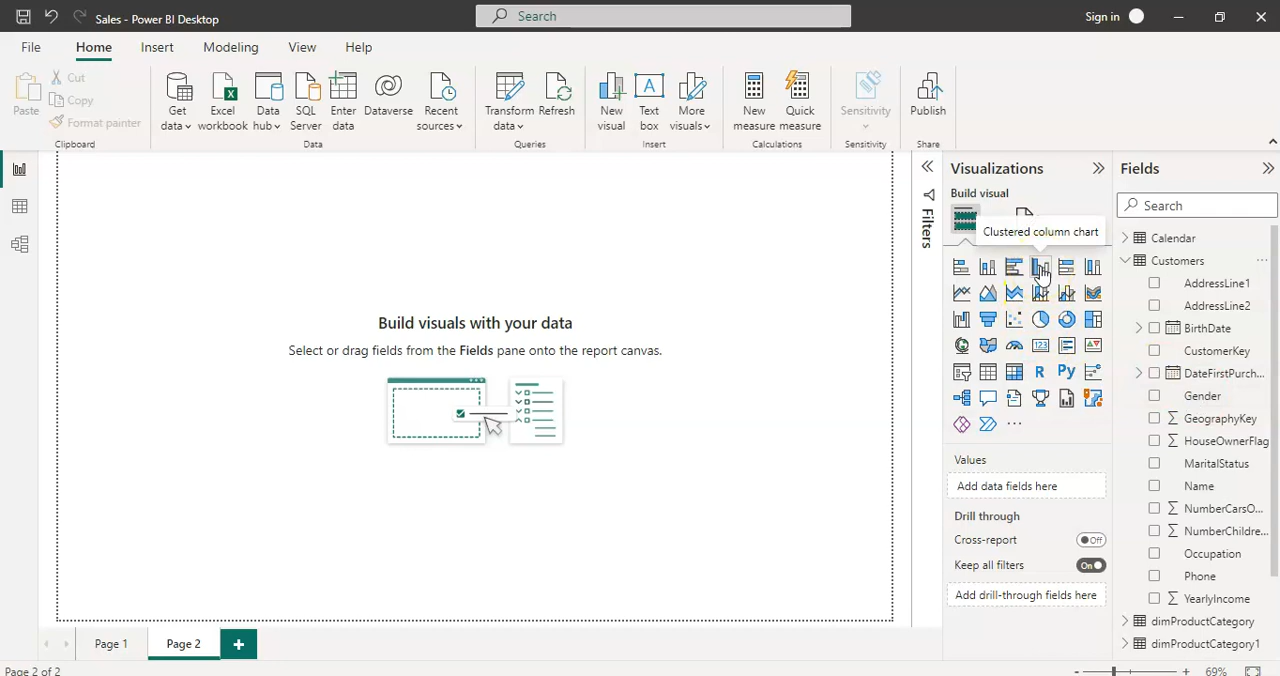 Sales - Power BI Desktop
Search
Sign in
File
Home
Insert
Modeling
View
Help
Paste
Cut
Copy
Format painter
Clipboard
Get data
Excel workbook
Data hub
SQL Server
Enter data
Dataverse
Recent sources
Data
Transform data
Refresh
Queries
New visual
Text box
More visuals
Insert
New measure
Quick measure
Calculations
Sensitivity
Sensitivity
Publish
Share
Build visuals with your data
Select or drag fields from the Fields pane onto the report canvas.
Filters
Visualizations
Build visual
Clustered column chart
123
R
Py
...
Values
Add data fields here
Drill through
Cross-report
Off
Keep all filters
On
Add drill-through fields here
Fields
Search
Calendar
Customers
...
AddressLine1
AddressLine2
BirthDate
CustomerKey
DateFirstPurch...
Gender
GeographyKey
HouseOwnerFlag
MaritalStatus
Name
NumberCarsO...
NumberChildre...
Occupation
Phone
YearlyIncome
dimProductCategory
dimProductCategory1
Page 1
Page 2
+
Page 2 of 2
- + 69%